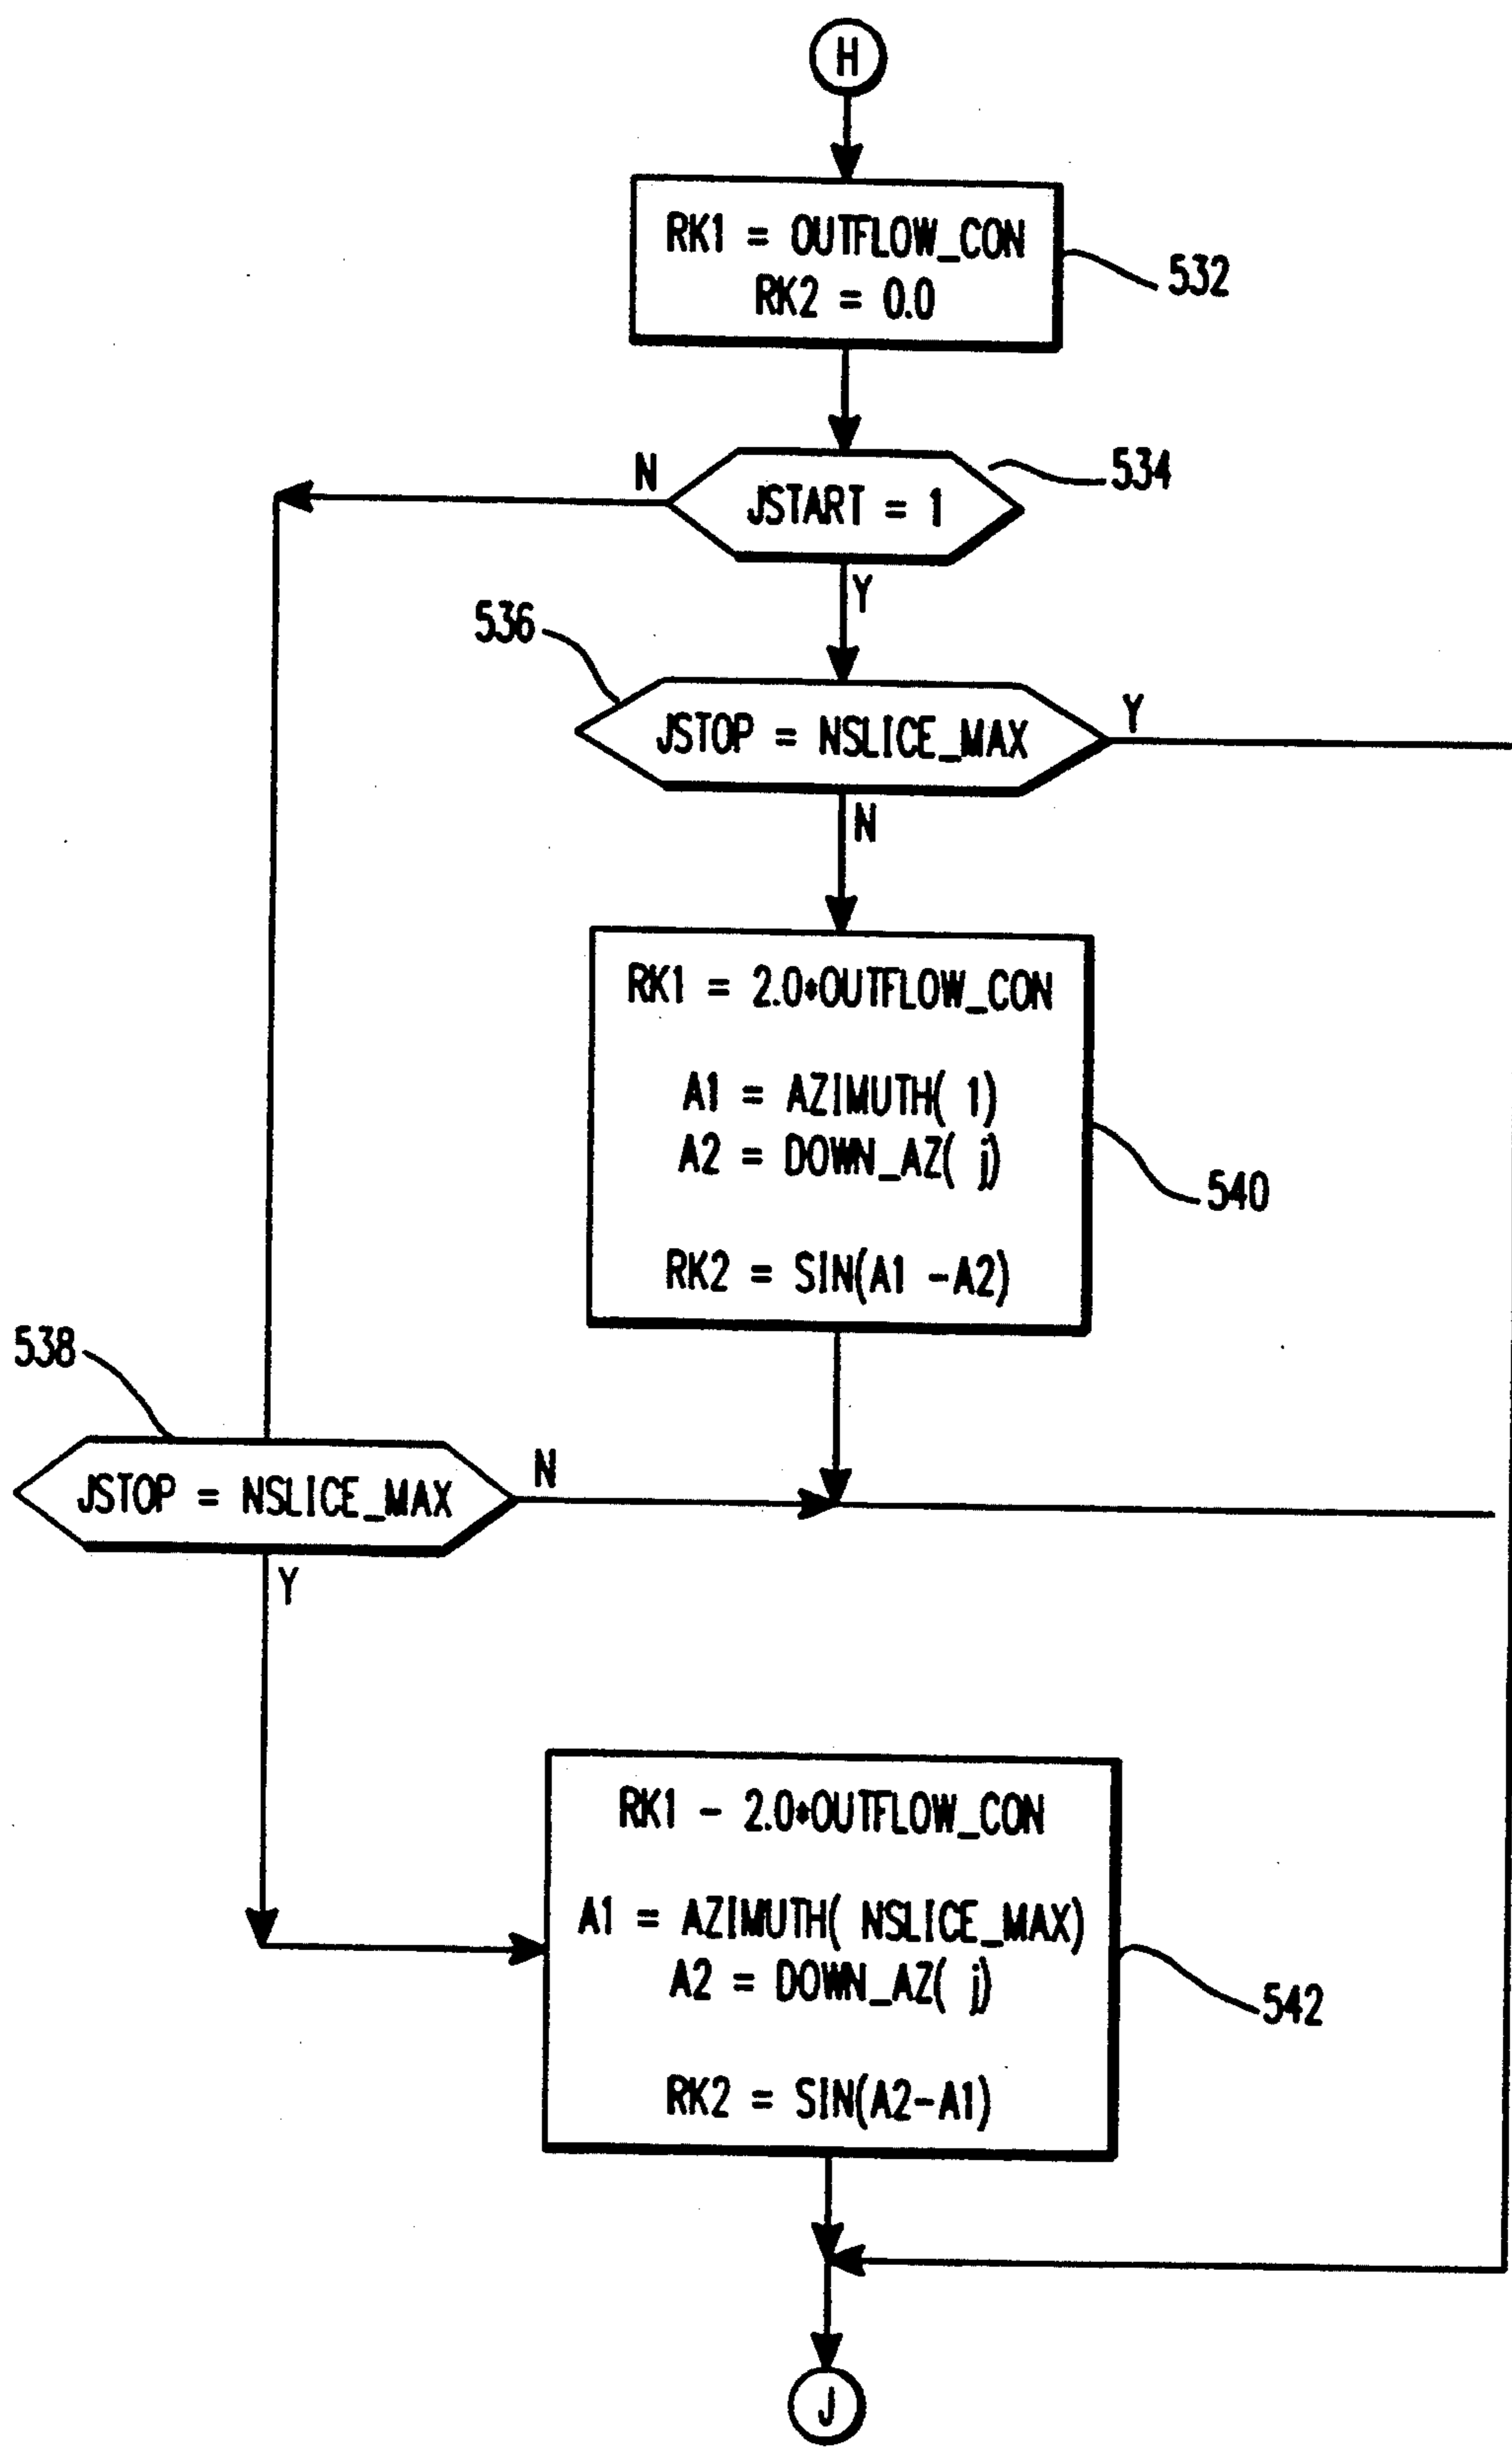 H
RK1 = OUTFLOW_CON
RK2 = 0.0
532
N
JSTART = 1
534
Y
536
JSTOP = NSLICE_MAX
Y
N
RK1 = 2.0*OUTFLOW_CON
A1 = AZIMUTH( 1)
A2 = DOWN_AZ( j)
RK2 = SIN(A1 -A2)
540
538
JSTOP = NSLICE_MAX
N
Y
RK1 - 2.0*OUTFLOW_CON
A1 = AZIMUTH( NSLICE_MAX)
A2 = DOWN_AZ( j)
RK2 = SIN(A2-A1)
542
J